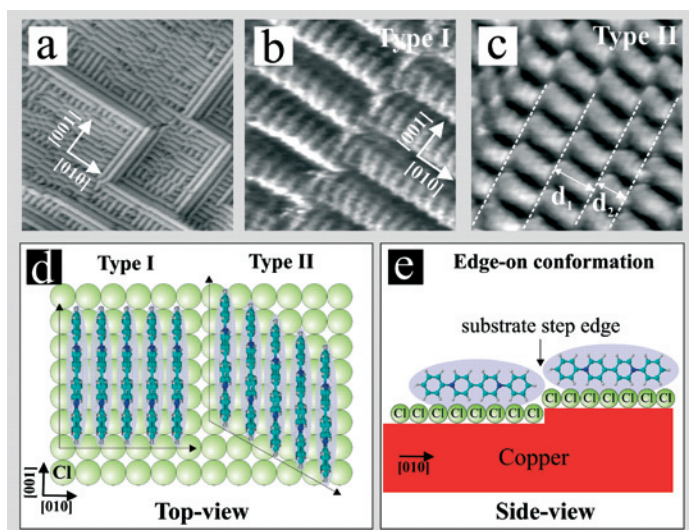 a
[001]
[010]
b
Type I
[001]
[010]
c
Type II
d1
d2
d
Type I
Type II
Cl
[001]
[010]
Top-view
e
Edge-on conformation
substrate step edge
Cl Cl Cl Cl Cl Cl Cl
Cl Cl Cl Cl Cl Cl Cl Cl
[010]
Copper
Side-view